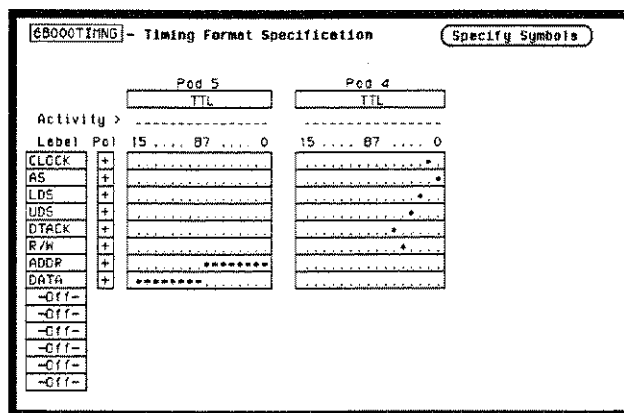 68000TIMNG - Timing Format Specification Specify Symbols
Pod 5 Pod 4
TTL TTL
Activity >
Label Pol 15 .... 87 .... 0 15 .... 87 .... 0
CLOCK +
AS +
LDS +
UDS +
DTACK +
R/W +
ADDR + ........********
DATA + ********........
-Off-
-Off-
-Off-
-Off-
-Off-
-Off-